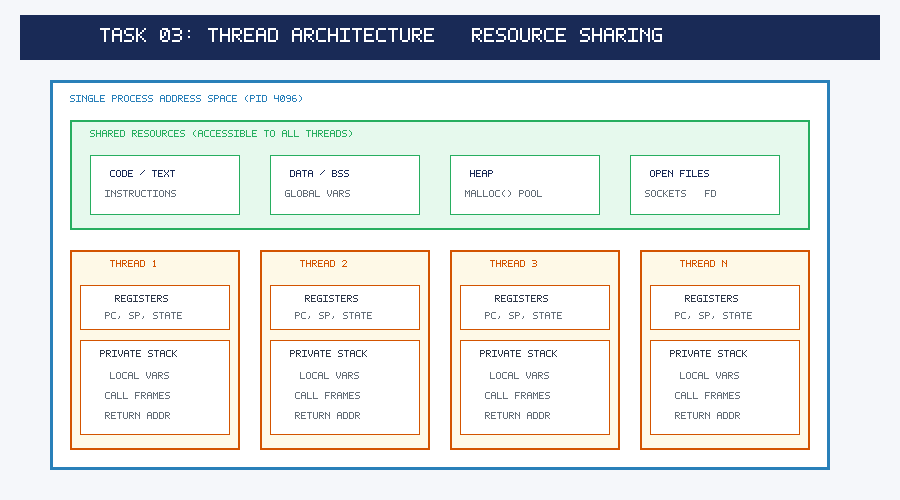 TASK 03: THREAD ARCHITECTURE RESOURCE SHARING
SINGLE PROCESS ADDRESS SPACE (PID 4096)
SHARED RESOURCES (ACCESSIBLE TO ALL THREADS)
CODE / TEXT
INSTRUCTIONS
DATA / BSS
GLOBAL VARS
HEAP
MALLOC() POOL
OPEN FILES
SOCKETS FD
THREAD 1
REGISTERS
PC, SP, STATE
PRIVATE STACK
LOCAL VARS
CALL FRAMES
RETURN ADDR
THREAD 2
REGISTERS
PC, SP, STATE
PRIVATE STACK
LOCAL VARS
CALL FRAMES
RETURN ADDR
THREAD 3
REGISTERS
PC, SP, STATE
PRIVATE STACK
LOCAL VARS
CALL FRAMES
RETURN ADDR
THREAD N
REGISTERS
PC, SP, STATE
PRIVATE STACK
LOCAL VARS
CALL FRAMES
RETURN ADDR